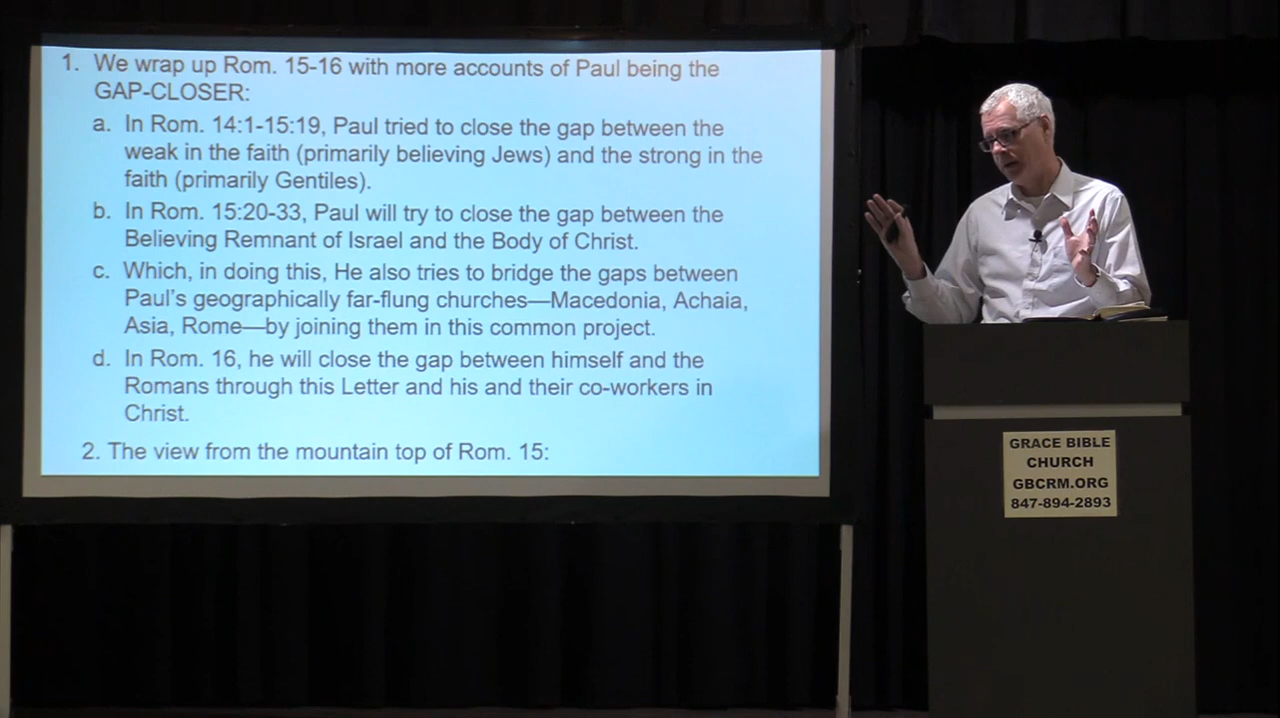 1. We wrap up Rom. 15-16 with more accounts of Paul being the
GAP-CLOSER:
a. In Rom. 14:1-15:19, Paul tried to close the gap between the
weak in the faith (primarily believing Jews) and the strong in the
faith (primarily Gentiles).
b. In Rom. 15:20-33, Paul will try to close the gap between the
Believing Remnant of Israel and the Body of Christ.
c. Which, in doing this, He also tries to bridge the gaps between
Paul's geographically far-flung churches—Macedonia, Achaia,
Asia, Rome—by joining them in this common project.
d. In Rom. 16, he will close the gap between himself and the
Romans through this Letter and his and their co-workers in
Christ.
2. The view from the mountain top of Rom. 15:
GRACE BIBLE
CHURCH
GBCRM.ORG
847-894-2893